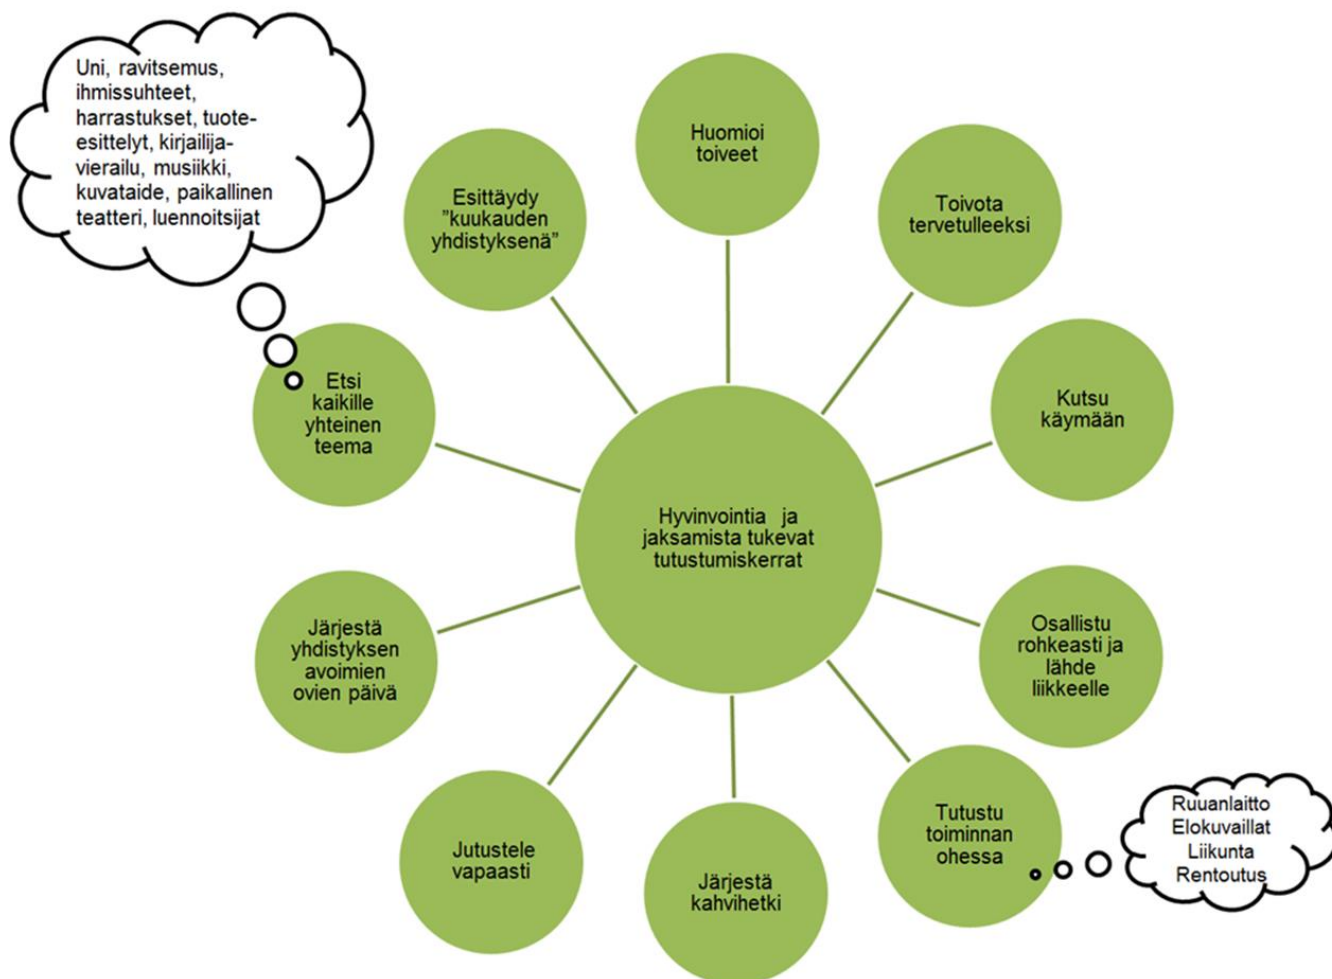 Uni, ravitsemus,
ihmissuhteet,
harrastukset, tuote-
esittelyt, kirjailija-
vierailu, musiikki,
kuvataide, paikallinen
teatteri, luennoitsijat
Huomioi
toiveet
Toivota
tervetulleeksi
Kutsu
käymään
Osallistu
rohkeasti ja
lähde
liikkeelle
Tutustu
toiminnan
ohessa
Ruuanlaitto
Elokuvaillat
Liikunta
Rentoutus
Järjestä
kahvihetki
Jutustele
vapaasti
Järjestä
yhdistyksen
avoimien
ovien päivä
Etsi
kaikille
yhteinen
teema
Esittäydy
"kuukauden
yhdistyksenä”
Hyvinvointia ja
jaksamista tukevat
tutustumiskerrat